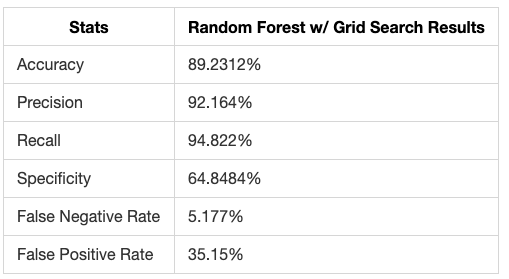 Stats Random Forest w/ Grid Search Results
Accuracy 89.2312%
Precision 92.164%
Recall 94.822%
Specificity 64.8484%
False Negative Rate 5.177%
False Positive Rate 35.15%